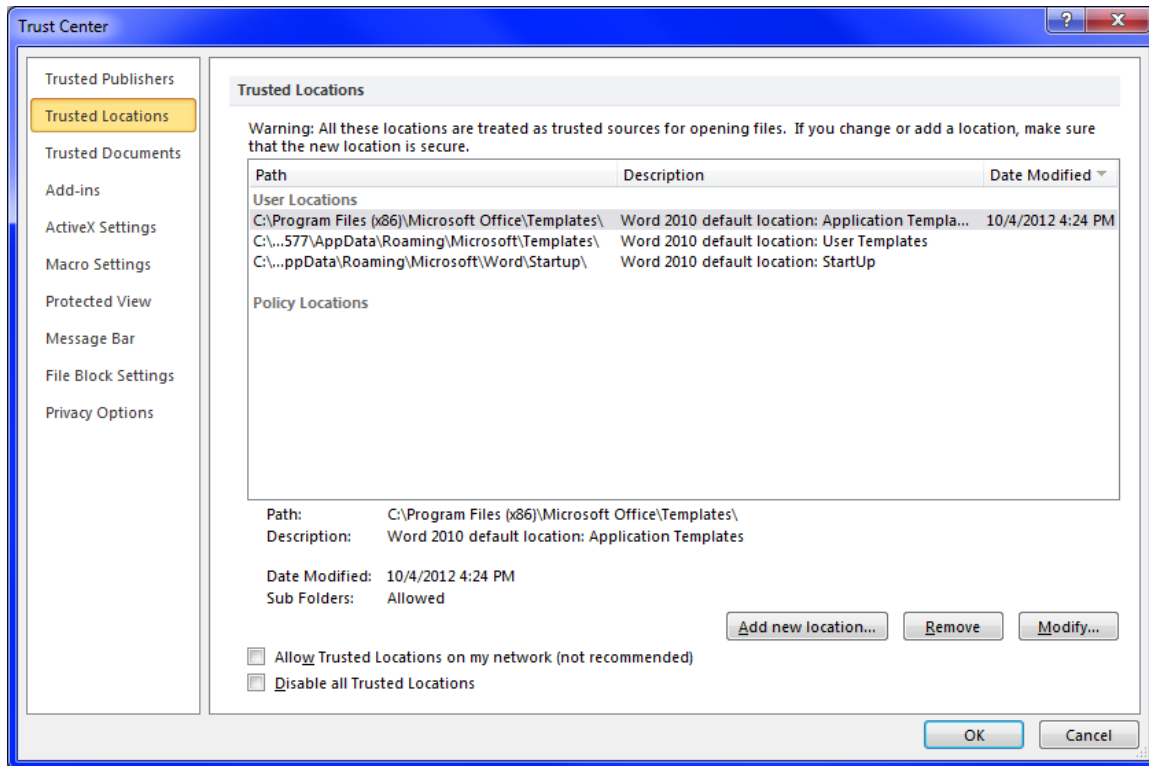 Trust Center
Trusted Publishers
Trusted Locations
Trusted Documents
Add-ins
ActiveX Settings
Macro Settings
Protected View
Message Bar
File Block Settings
Privacy Options
Trusted Locations
Warning: All these locations are treated as trusted sources for opening files. If you change or add a location, make sure
that the new location is secure.
Path Description Date Modified
User Locations
C:\Program Files (x86)\Microsoft Office\Templates\ Word 2010 default location: Application Templa... 10/4/2012 4:24 PM
C:\...577\AppData\Roaming\Microsoft\Templates\ Word 2010 default location: User Templates
C:\...ppData\Roaming\Microsoft\Word\Startup\ Word 2010 default location: StartUp
Policy Locations
Path: C:\Program Files (x86)\Microsoft Office\Templates\
Description: Word 2010 default location: Application Templates
Date Modified: 10/4/2012 4:24 PM
Sub Folders: Allowed
Add new location... Remove Modify...
Allow Trusted Locations on my network (not recommended)
Disable all Trusted Locations
OK Cancel